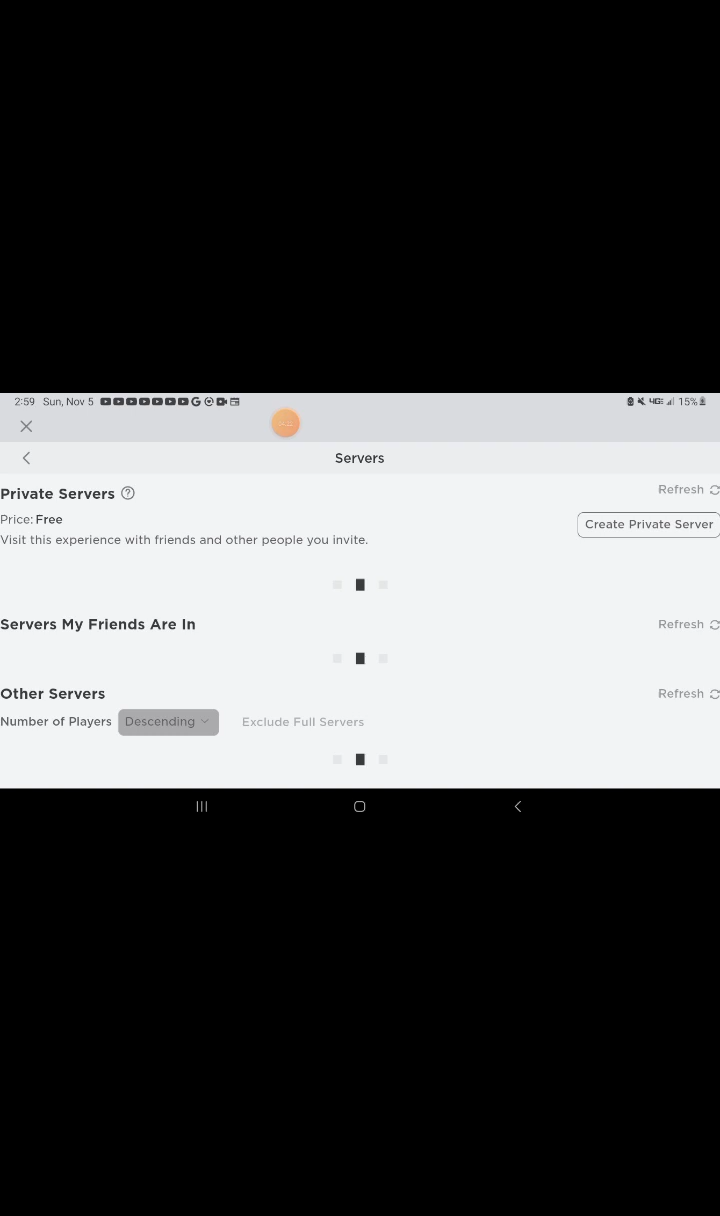 2:59 Sun, Nov 5 15%
Servers
Private Servers
Refresh
Price: Free
Create Private Server
Visit this experience with friends and other people you invite.
Servers My Friends Are In
Refresh
Other Servers
Refresh
Number of Players Descending Exclude Full Servers